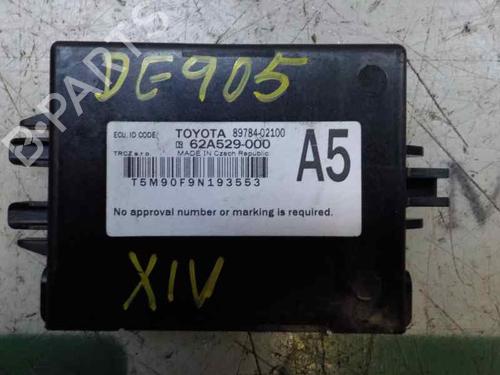 B-PARTS
DE905
ECU. ID CODE: TOYOTA 89784-02100
62A529-000
TRCZ s.r.o. MADE IN Czech Republic
T5M90F9N193553
A5
No approval number or marking is required.
XIV